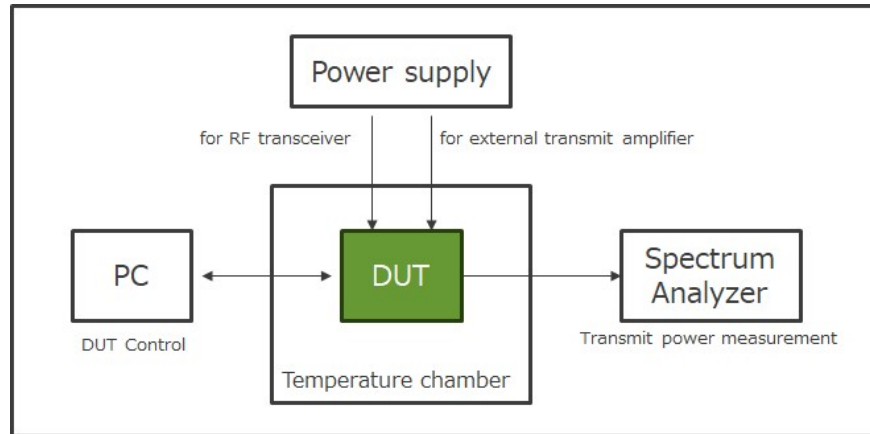 Power supply
for RF transceiver
for external transmit amplifier
PC
DUT
Spectrum
Analyzer
DUT Control
Transmit power measurement
Temperature chamber